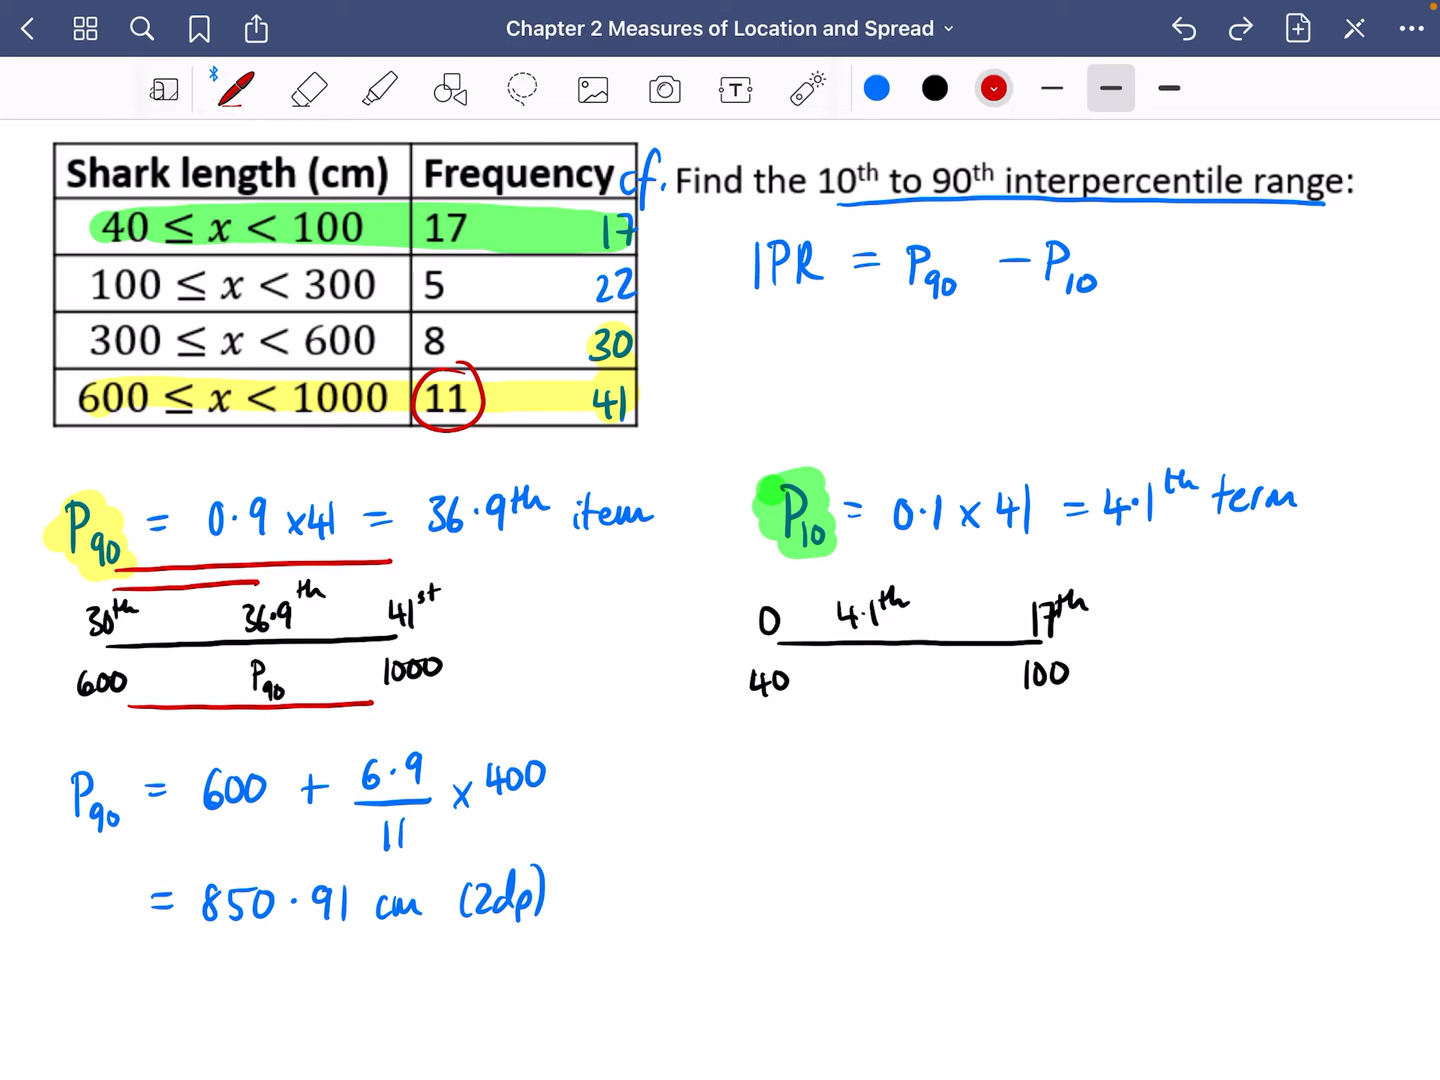 Chapter 2 Measures of Location and Spread
Shark length (cm) Frequency cf.
40 ≤ x < 100 17 17
100 ≤ x < 300 5 22
300 ≤ x < 600 8 30
600 ≤ x < 1000 11 41
Find the 10th to 90th interpercentile range:
IPR = P90 - P10
P90 = 0.9 x 41 = 36.9th item
30th 36.9th 41st
600 P90 1000
P90 = 600 + 6.9/11 x 400
= 850.91 cm (2dp)
P10 = 0.1 x 41 = 4.1th term
0 4.1th 17th
40 100